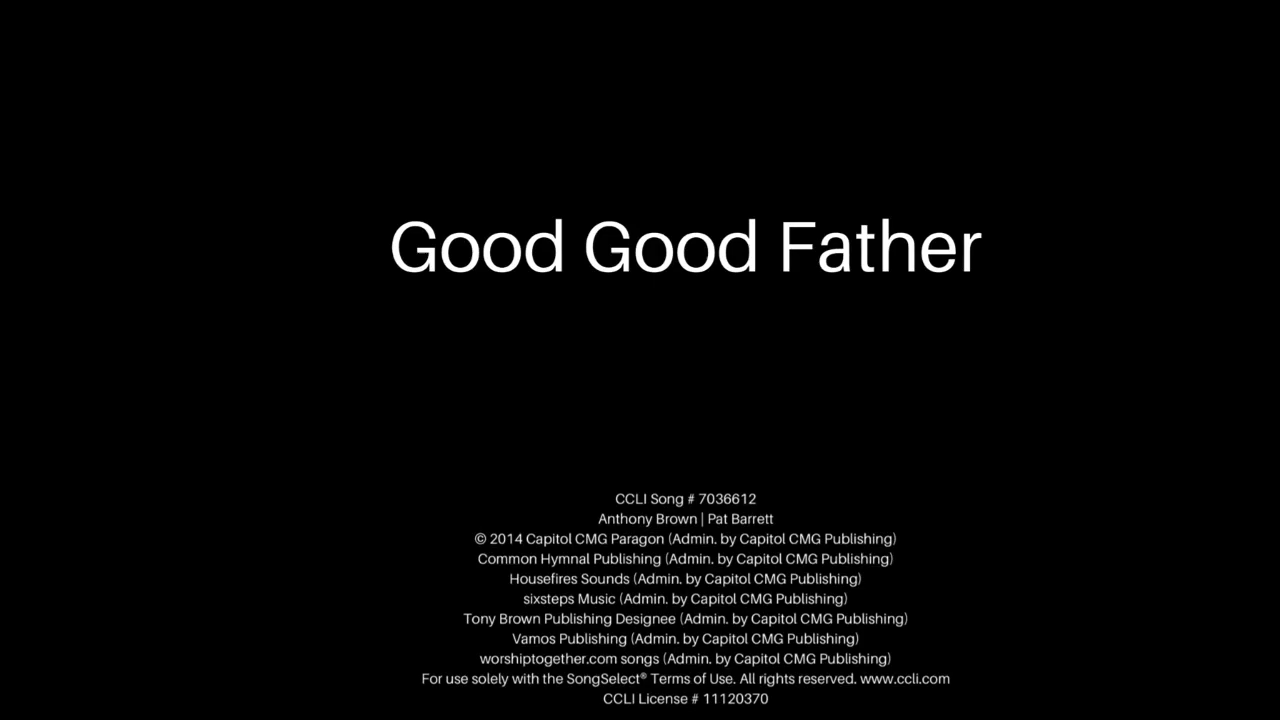 Good Good Father
CCLI Song # 7036612
Anthony Brown | Pat Barrett
© 2014 Capitol CMG Paragon (Admin. by Capitol CMG Publishing)
Common Hymnal Publishing (Admin. by Capitol CMG Publishing)
Housefires Sounds (Admin. by Capitol CMG Publishing)
sixsteps Music (Admin. by Capitol CMG Publishing)
Tony Brown Publishing Designee (Admin. by Capitol CMG Publishing)
Vamos Publishing (Admin. by Capitol CMG Publishing)
worshiptogether.com songs (Admin. by Capitol CMG Publishing)
For use solely with the SongSelect® Terms of Use. All rights reserved. www.ccli.com
CCLI License # 11120370